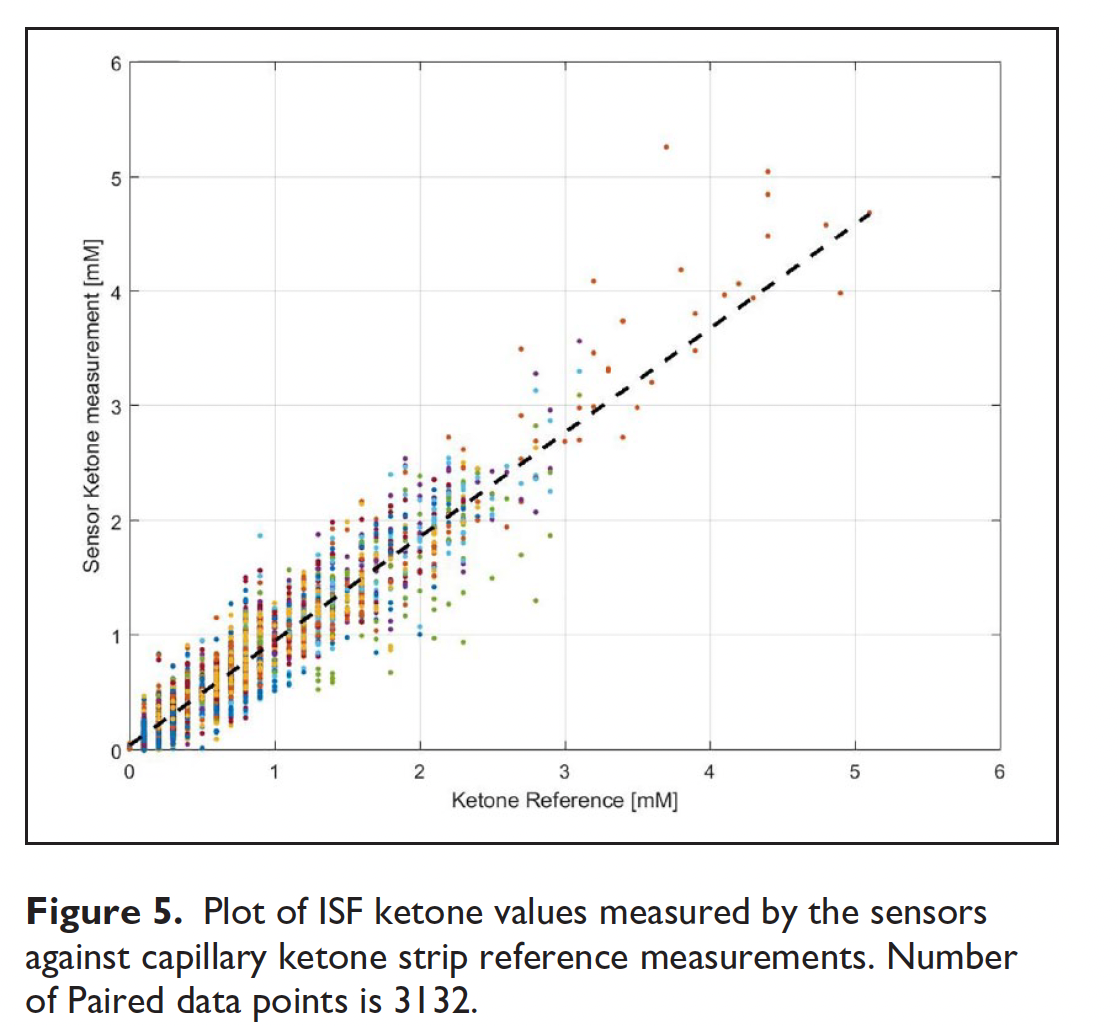 6
5
4
3
2
1
0
Sensor Ketone measurement [mM]
0 1 2 3 4 5 6
Ketone Reference [mM]
Figure 5. Plot of ISF ketone values measured by the sensors
against capillary ketone strip reference measurements. Number
of Paired data points is 3132.